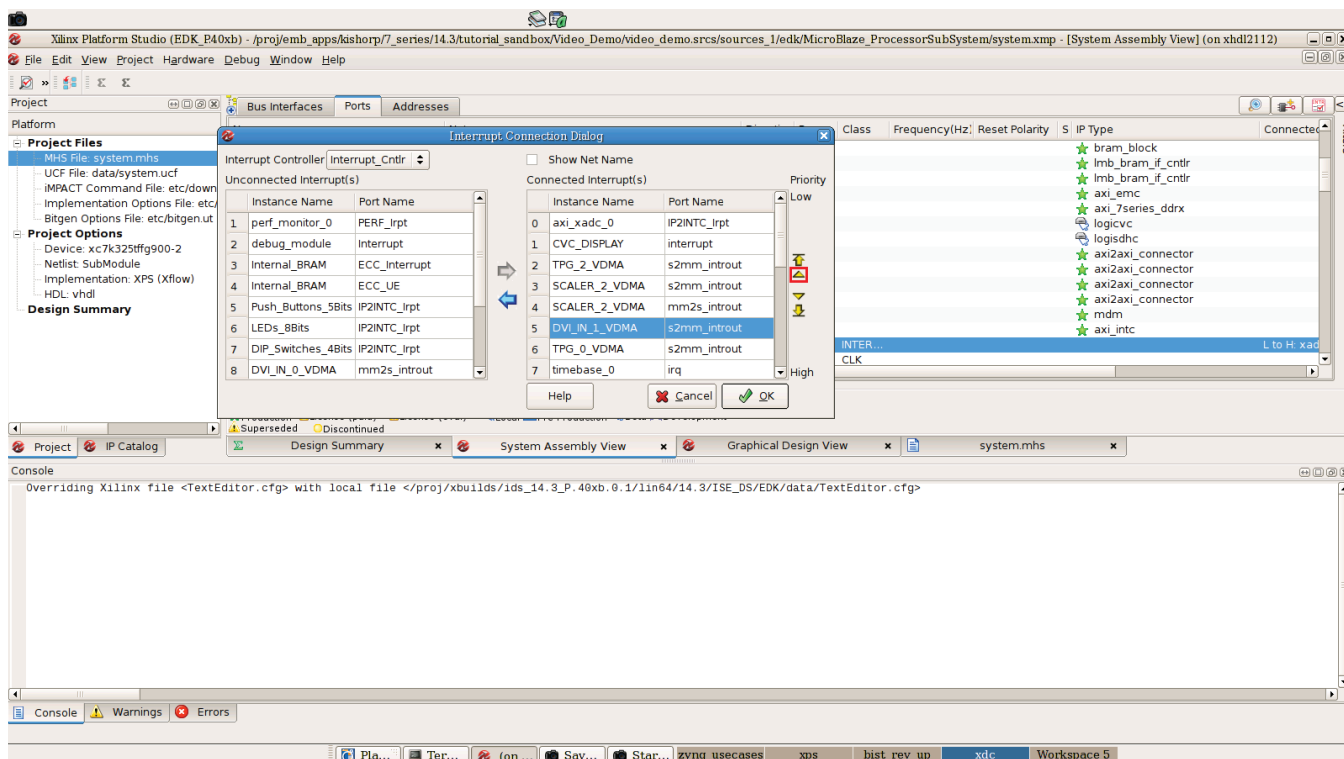 Xilinx Platform Studio (EDK_P.40xb) - /proj/emb_apps/kishorp/7_series/14.3/tutorial_sandbox/Video_Demo/video_demo.srcs/sources_1/edk/MicroBlaze_ProcessorSubSystem/system.xmp - [System Assembly View] (on xhdl2112)
File Edit View Project Hardware Debug Window Help
Project
Bus Interfaces Ports Addresses
Platform
Project Files
MHS File: system.mhs
UCF File: data/system.ucf
iMPACT Command File: etc/down
Implementation Options File: etc/
Bitgen Options File: etc/bitgen.ut
Project Options
Device: xc7k325tffg900-2
Netlist: SubModule
Implementation: XPS (Xflow)
HDL: vhdl
Design Summary
Class Frequency(Hz) Reset Polarity S IP Type Connected
bram_block
lmb_bram_if_cntlr
lmb_bram_if_cntlr
axi_emc
axi_7series_ddrx
logicvc
logisdhc
axi2axi_connector
axi2axi_connector
axi2axi_connector
axi2axi_connector
mdm
axi_intc
INTER... L to H: xad
CLK
Interrupt Connection Dialog
Interrupt Controller Interrupt_Cntlr Show Net Name
Unconnected Interrupt(s) Connected Interrupt(s) Priority
Low
Instance Name Port Name
1 perf_monitor_0 PERF_Irpt
2 debug_module Interrupt
3 Internal_BRAM ECC_Interrupt
4 Internal_BRAM ECC_UE
5 Push_Buttons_5Bits IP2INTC_Irpt
6 LEDs_8Bits IP2INTC_Irpt
7 DIP_Switches_4Bits IP2INTC_Irpt
8 DVI_IN_0_VDMA mm2s_introut
Instance Name Port Name
0 axi_xadc_0 IP2INTC_Irpt
1 CVC_DISPLAY interrupt
2 TPG_2_VDMA s2mm_introut
3 SCALER_2_VDMA s2mm_introut
4 SCALER_2_VDMA mm2s_introut
5 DVI_IN_1_VDMA s2mm_introut
6 TPG_0_VDMA s2mm_introut
7 timebase_0 irq
High
Help Cancel OK
Superseded Discontinued
Project IP Catalog
Design Summary System Assembly View Graphical Design View system.mhs
Console
Overriding Xilinx file <TextEditor.cfg> with local file </proj/xbuilds/ids_14.3_P.40xb.0.1/lin64/14.3/ISE_DS/EDK/data/TextEditor.cfg>
Console Warnings Errors
Pla... Ter... (on ... Sav... Star... zynq_usecases xps bist_rev_up xdc Workspace 5